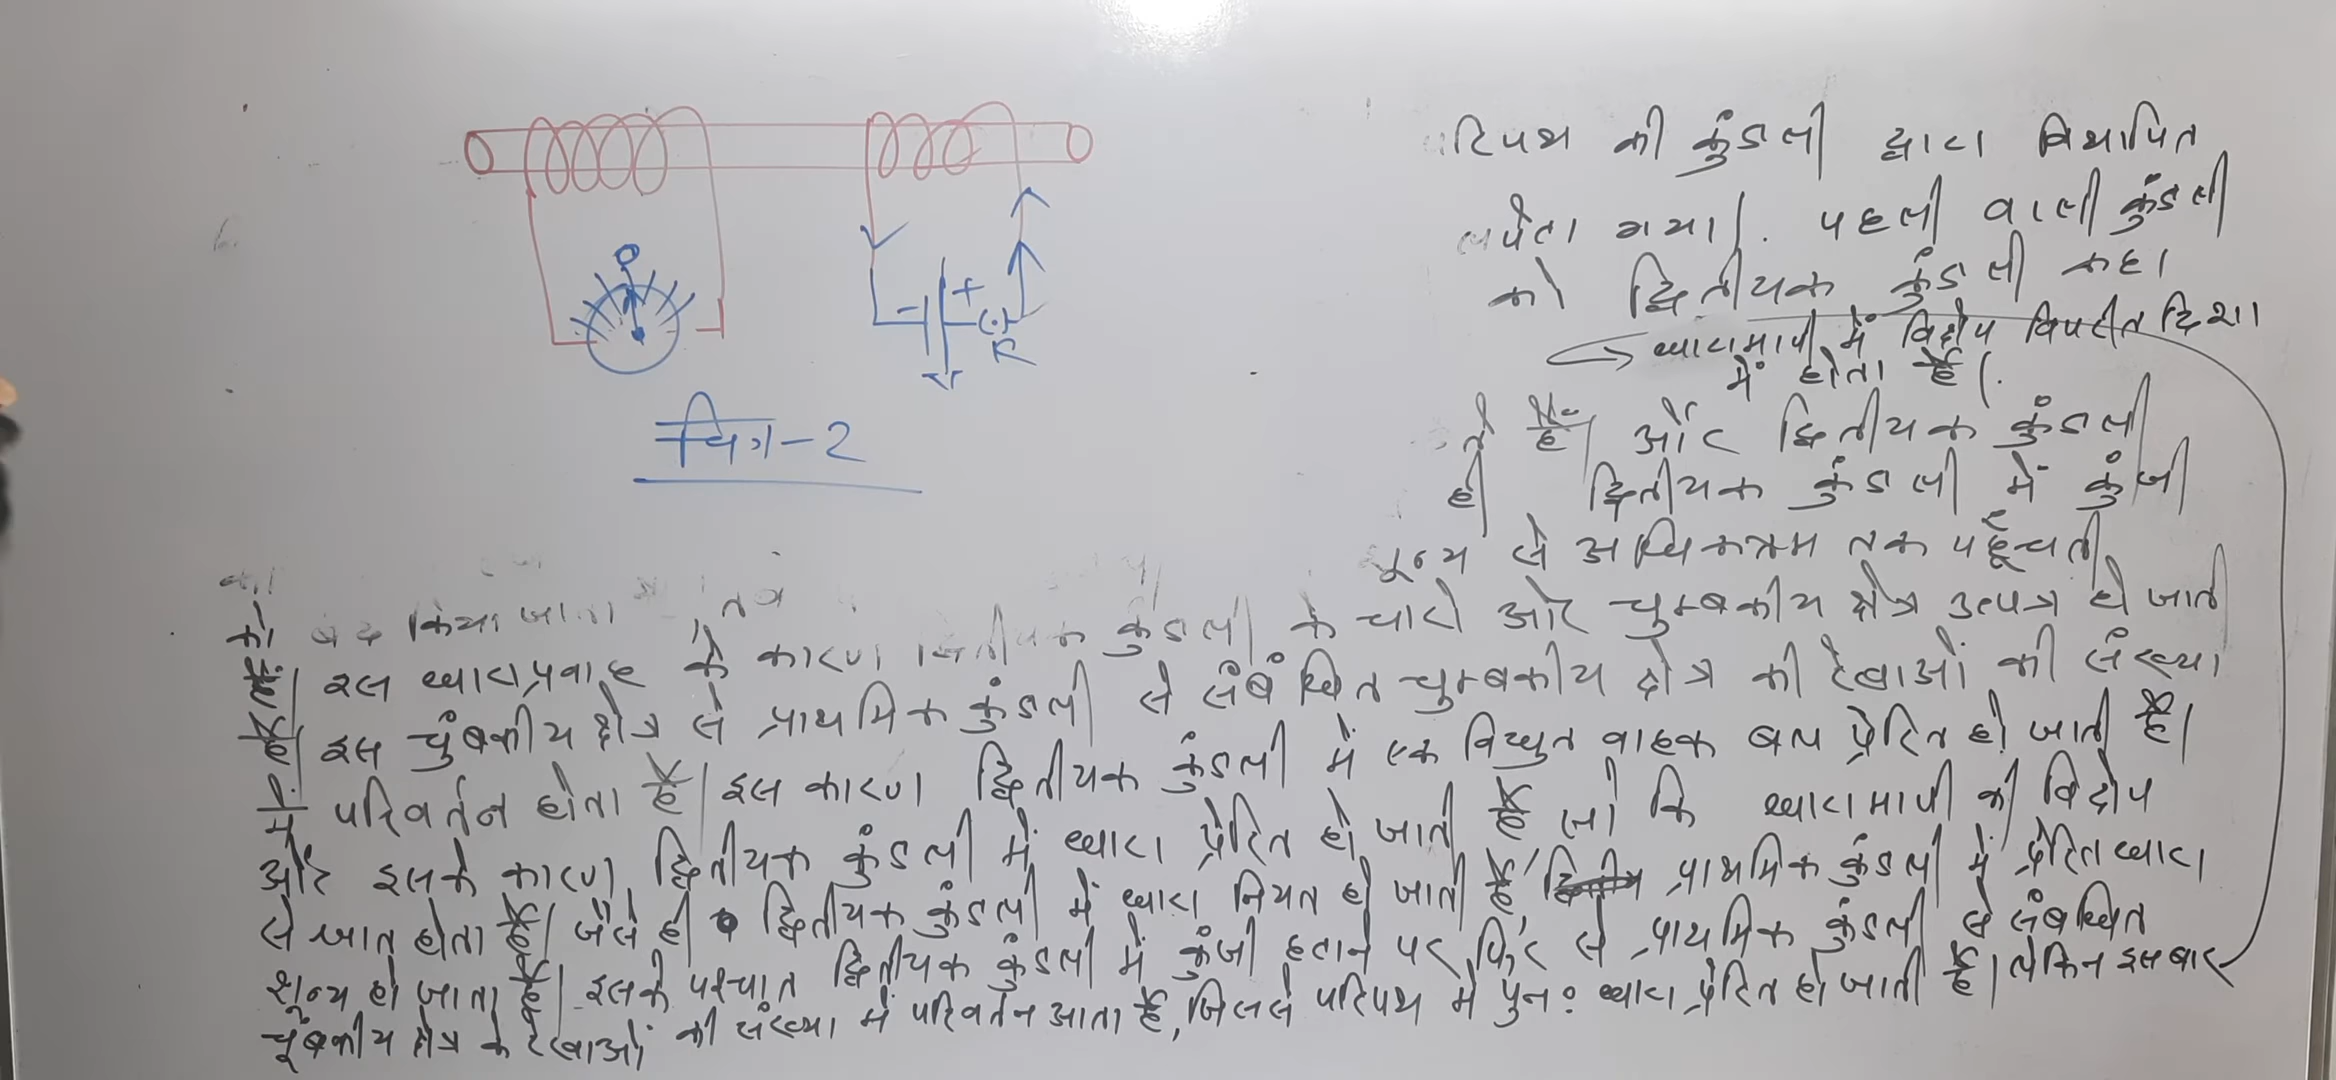 परिपथ की कुंडली द्वारा विथापित
लपेता गया। पहली वाली कुंडली
को द्वितीयक कुंडली कहा
धारामापी में विक्षेप विपरीत दिशा
में होता है।
ते हैं। और द्वितीयक कुंडली
ही द्वितीयक कुंडली में कुंजी
शून्य से अधिकतम तक पहूँचती
को बंद किया जाता तब कुंडली के चारो ओर चुम्बकीय क्षेत्र उत्पन्न हो जाती
हैं। इस धाराप्रवाह के कारण कुंडली से संबंधित चुम्बकीय क्षेत्र की रेखाओं की संख्या
है। इस चुंबकीय क्षेत्र से प्राथमिक कुंडली में एक विद्युत वाहक बल प्रेरित हो जाती है।
में परिवर्तन होता है। इस कारण द्वितीयक कुंडली में धारा प्रेरित हो जाती है जो कि धारामापी की विक्षेप
और इसके कारण द्वितीयक कुंडली में धारा नियत हो जाती है, प्राथमिक कुंडली में प्रेरित धारा
से ज्ञात होता है। जैसे ही द्वितीयक कुंडली में कुंजी हताने पर फिर से प्राथमिक कुंडली से संबंधित
शून्य हो जाता है। इसके पश्चात द्वितीयक परिपथ में पुनः धारा प्रेरित हो जाती है। लेकिन इस बार
चूंबकीय क्षेत्र के रेखाओं की संख्या में परिवर्तन आता है, जिससे
0
- +
K
चित्र-2